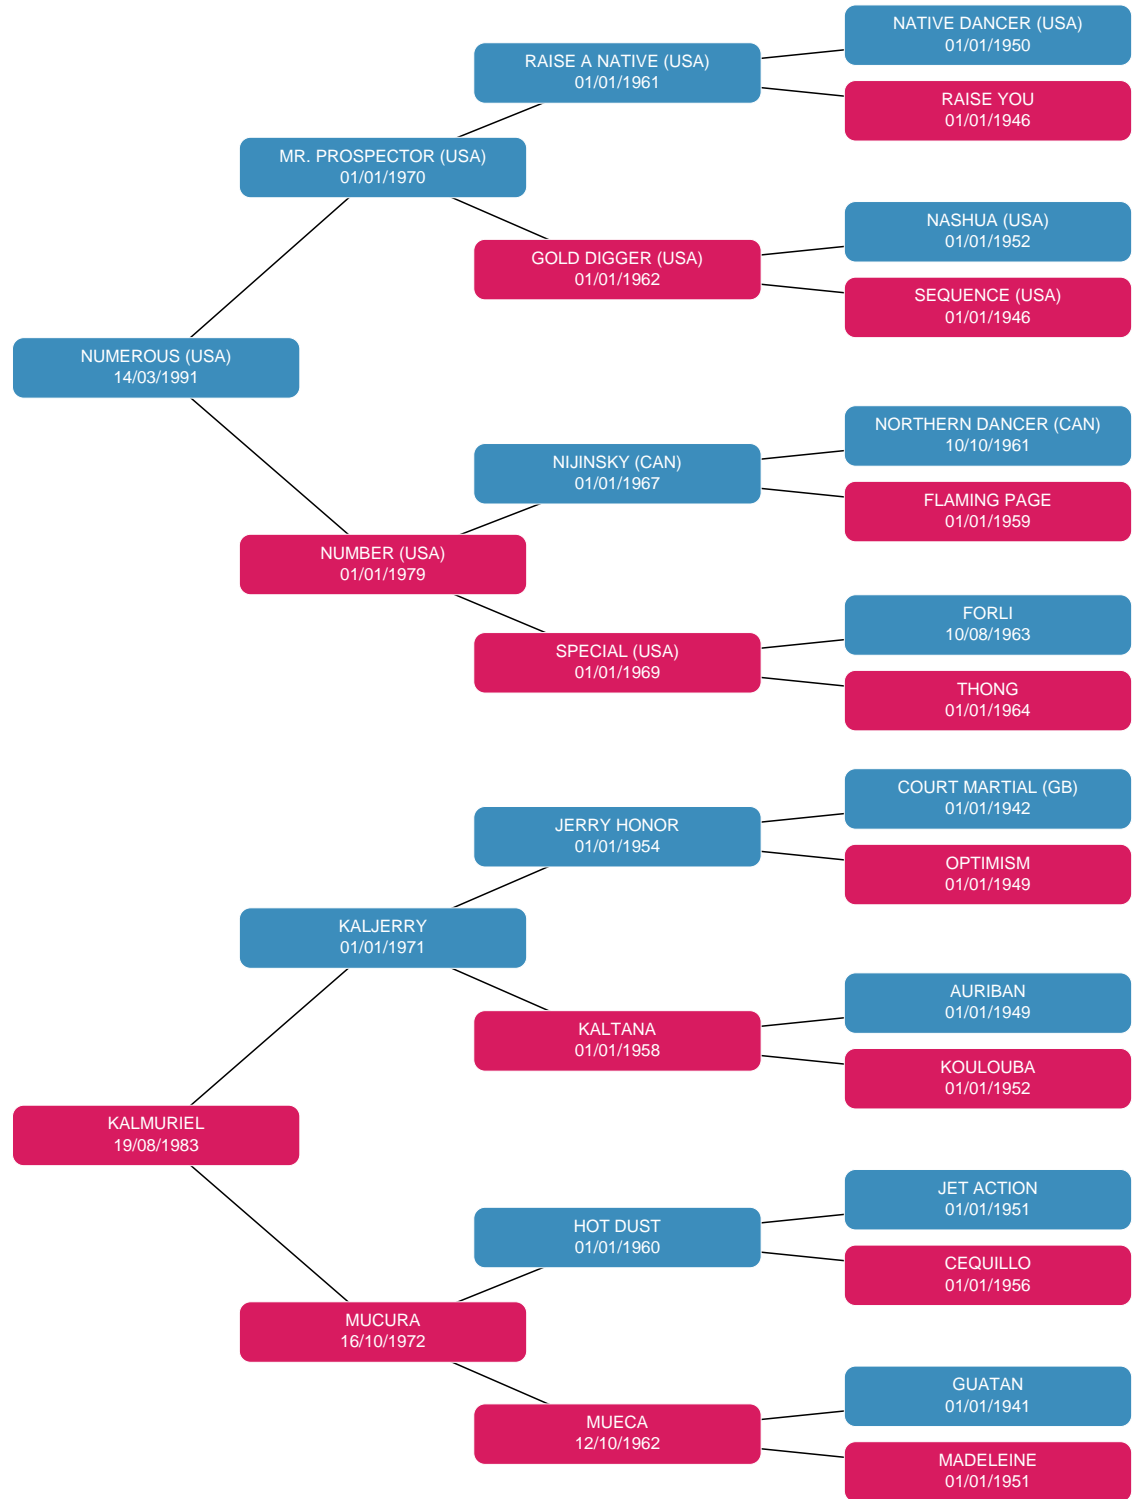 NATIVE DANCER (USA)
01/01/1950
RAISE A NATIVE (USA)
01/01/1961
RAISE YOU
01/01/1946
MR. PROSPECTOR (USA)
01/01/1970
NASHUA (USA)
01/01/1952
GOLD DIGGER (USA)
01/01/1962
SEQUENCE (USA)
01/01/1946
NUMEROUS (USA)
14/03/1991
NORTHERN DANCER (CAN)
10/10/1961
NIJINSKY (CAN)
01/01/1967
FLAMING PAGE
01/01/1959
NUMBER (USA)
01/01/1979
FORLI
10/08/1963
SPECIAL (USA)
01/01/1969
THONG
01/01/1964
COURT MARTIAL (GB)
01/01/1942
JERRY HONOR
01/01/1954
OPTIMISM
01/01/1949
KALJERRY
01/01/1971
AURIBAN
01/01/1949
KALTANA
01/01/1958
KOULOUBA
01/01/1952
KALMURIEL
19/08/1983
JET ACTION
01/01/1951
HOT DUST
01/01/1960
CEQUILLO
01/01/1956
MUCURA
16/10/1972
GUATAN
01/01/1941
MUECA
12/10/1962
MADELEINE
01/01/1951